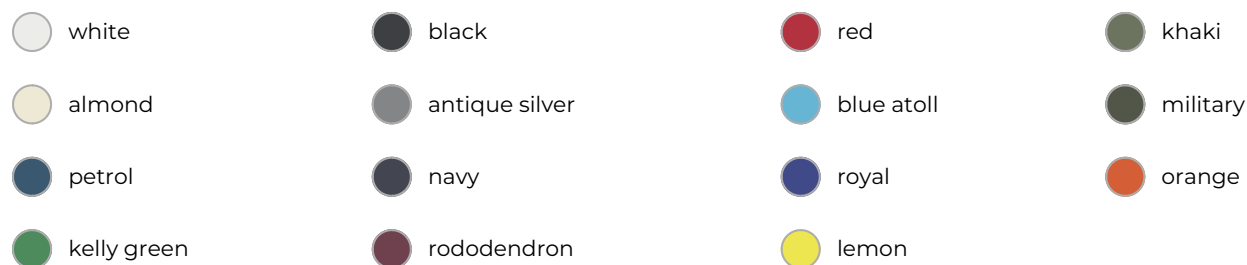 white black red khaki
almond antique silver blue atoll military
petrol navy royal orange
kelly green rododendron lemon